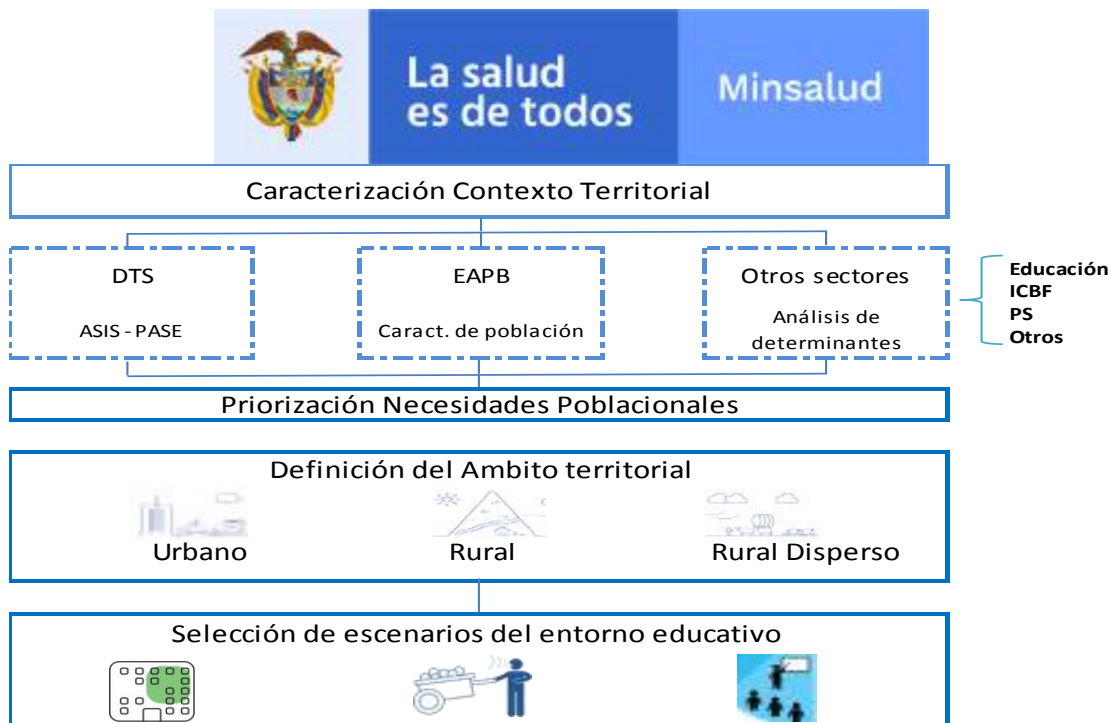 La salud
es de todos
Minsalud
Caracterización Contexto Territorial
DTS
ASIS - PASE
EAPB
Caract. de población
Otros sectores
Análisis de
determinantes
Educación
ICBF
PS
Otros
Priorización Necesidades Poblacionales
Definición del Ambito territorial
Urbano
Rural
Rural Disperso
Selección de escenarios del entorno educativo